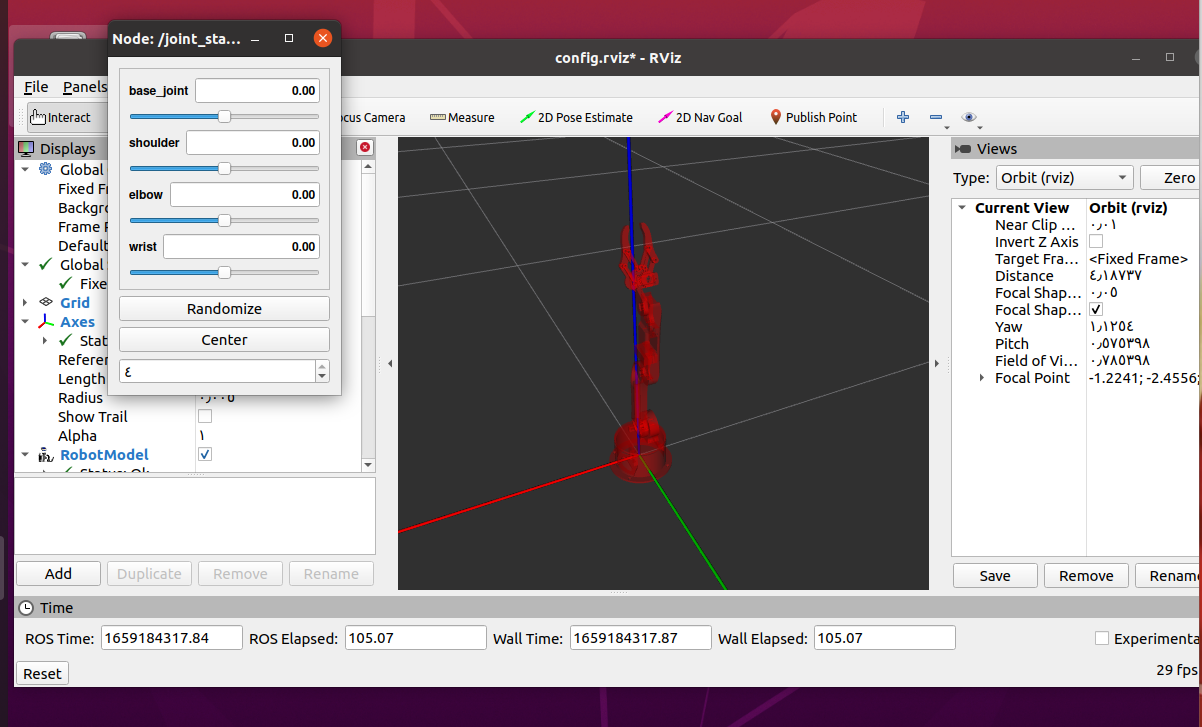 Node: /joint_sta...
base_joint 0.00
shoulder 0.00
elbow 0.00
wrist 0.00
Randomize
Center
٤
config.rviz* - RViz
File Panels
Interact ocus Camera Measure 2D Pose Estimate 2D Nav Goal Publish Point
Displays
Global
Fixed Fr
Backgro
Frame R
Default
Global
Fixe
Grid
Axes
Stat
Referen
Length
Radius ٠٫٠٠٥
Show Trail
Alpha ١
RobotModel
Status: Ok
Add Duplicate Remove Rename
Views
Type: Orbit (rviz) Zero
Current View Orbit (rviz)
Near Clip ... ٠٫٠١
Invert Z Axis
Target Fra... <Fixed Frame>
Distance ٤٫١٨٧٣٧
Focal Shap... ٠٫٠٥
Focal Shap...
Yaw ١٫١٢٥٤
Pitch ٠٫٥٧٥٣٩٨
Field of Vi... ٠٫٧٨٥٣٩٨
Focal Point -1.2241; -2.4556;
Save Remove Rename
Time
ROS Time: 1659184317.84 ROS Elapsed: 105.07 Wall Time: 1659184317.87 Wall Elapsed: 105.07 Experimenta
Reset 29 fps